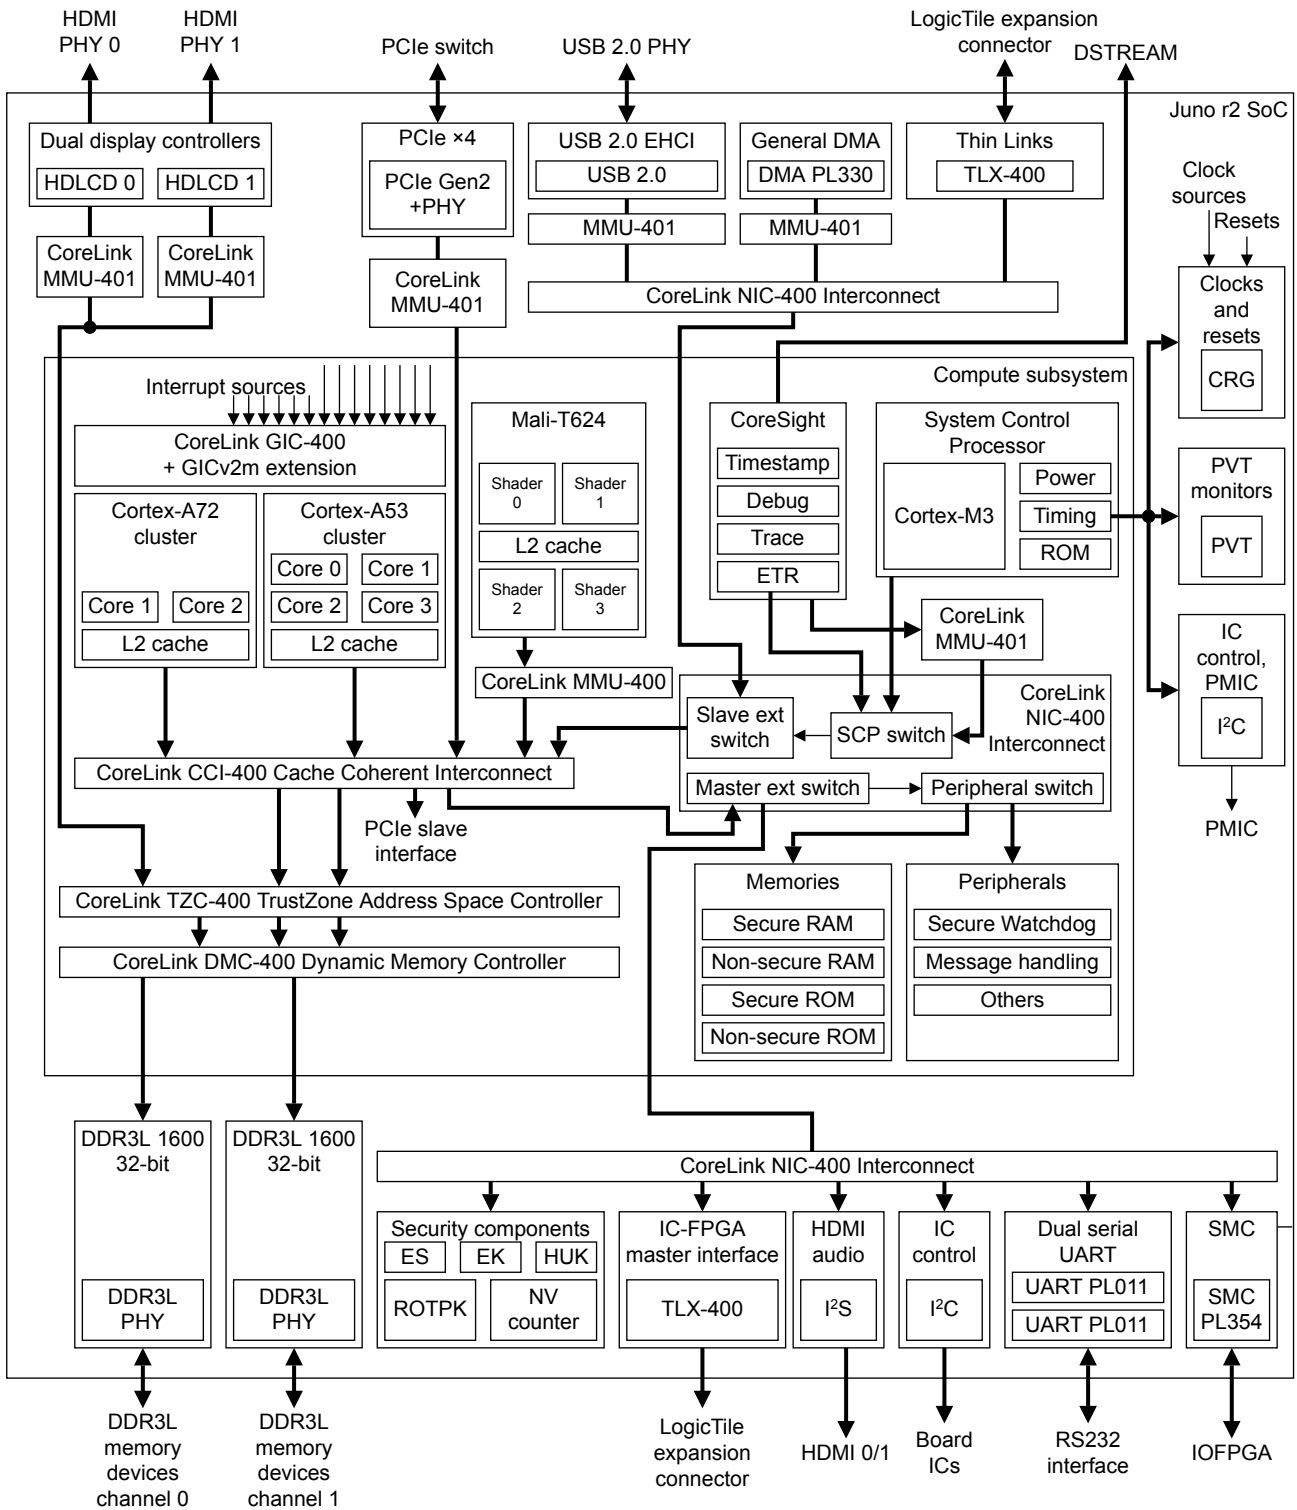 HDMI
PHY 0
HDMI
PHY 1
PCIe switch
USB 2.0 PHY
LogicTile expansion
connector
DSTREAM
Juno r2 SoC
Dual display controllers
HDLCD 0
HDLCD 1
PCIe ×4
PCIe Gen2
+PHY
USB 2.0 EHCI
USB 2.0
General DMA
DMA PL330
Thin Links
TLX-400
Clock
sources
Resets
CoreLink
MMU-401
CoreLink
MMU-401
CoreLink
MMU-401
MMU-401
MMU-401
CoreLink NIC-400 Interconnect
Clocks
and
resets
CRG
Compute subsystem
Interrupt sources
CoreLink GIC-400
+ GICv2m extension
Mali-T624
Shader
0
Shader
1
L2 cache
Shader
2
Shader
3
CoreSight
Timestamp
Debug
Trace
ETR
System Control
Processor
Cortex-M3
Power
Timing
ROM
PVT
monitors
PVT
Cortex-A72
cluster
Core 1
Core 2
L2 cache
Cortex-A53
cluster
Core 0
Core 1
Core 2
Core 3
L2 cache
CoreLink
MMU-401
IC
control,
PMIC
I²C
PMIC
CoreLink MMU-400
CoreLink
NIC-400
Interconnect
Slave ext
switch
SCP switch
CoreLink CCI-400 Cache Coherent Interconnect
Master ext switch
Peripheral switch
PCIe slave
interface
Memories
Secure RAM
Non-secure RAM
Secure ROM
Non-secure ROM
Peripherals
Secure Watchdog
Message handling
Others
CoreLink TZC-400 TrustZone Address Space Controller
CoreLink DMC-400 Dynamic Memory Controller
DDR3L 1600
32-bit
DDR3L
PHY
DDR3L 1600
32-bit
DDR3L
PHY
CoreLink NIC-400 Interconnect
Security components
ES
EK
HUK
ROTPK
NV
counter
IC-FPGA
master interface
TLX-400
HDMI
audio
I²S
IC
control
I²C
Dual serial
UART
UART PL011
UART PL011
SMC
SMC
PL354
DDR3L
memory
devices
channel 0
DDR3L
memory
devices
channel 1
LogicTile
expansion
connector
HDMI 0/1
Board
ICs
RS232
interface
IOFPGA